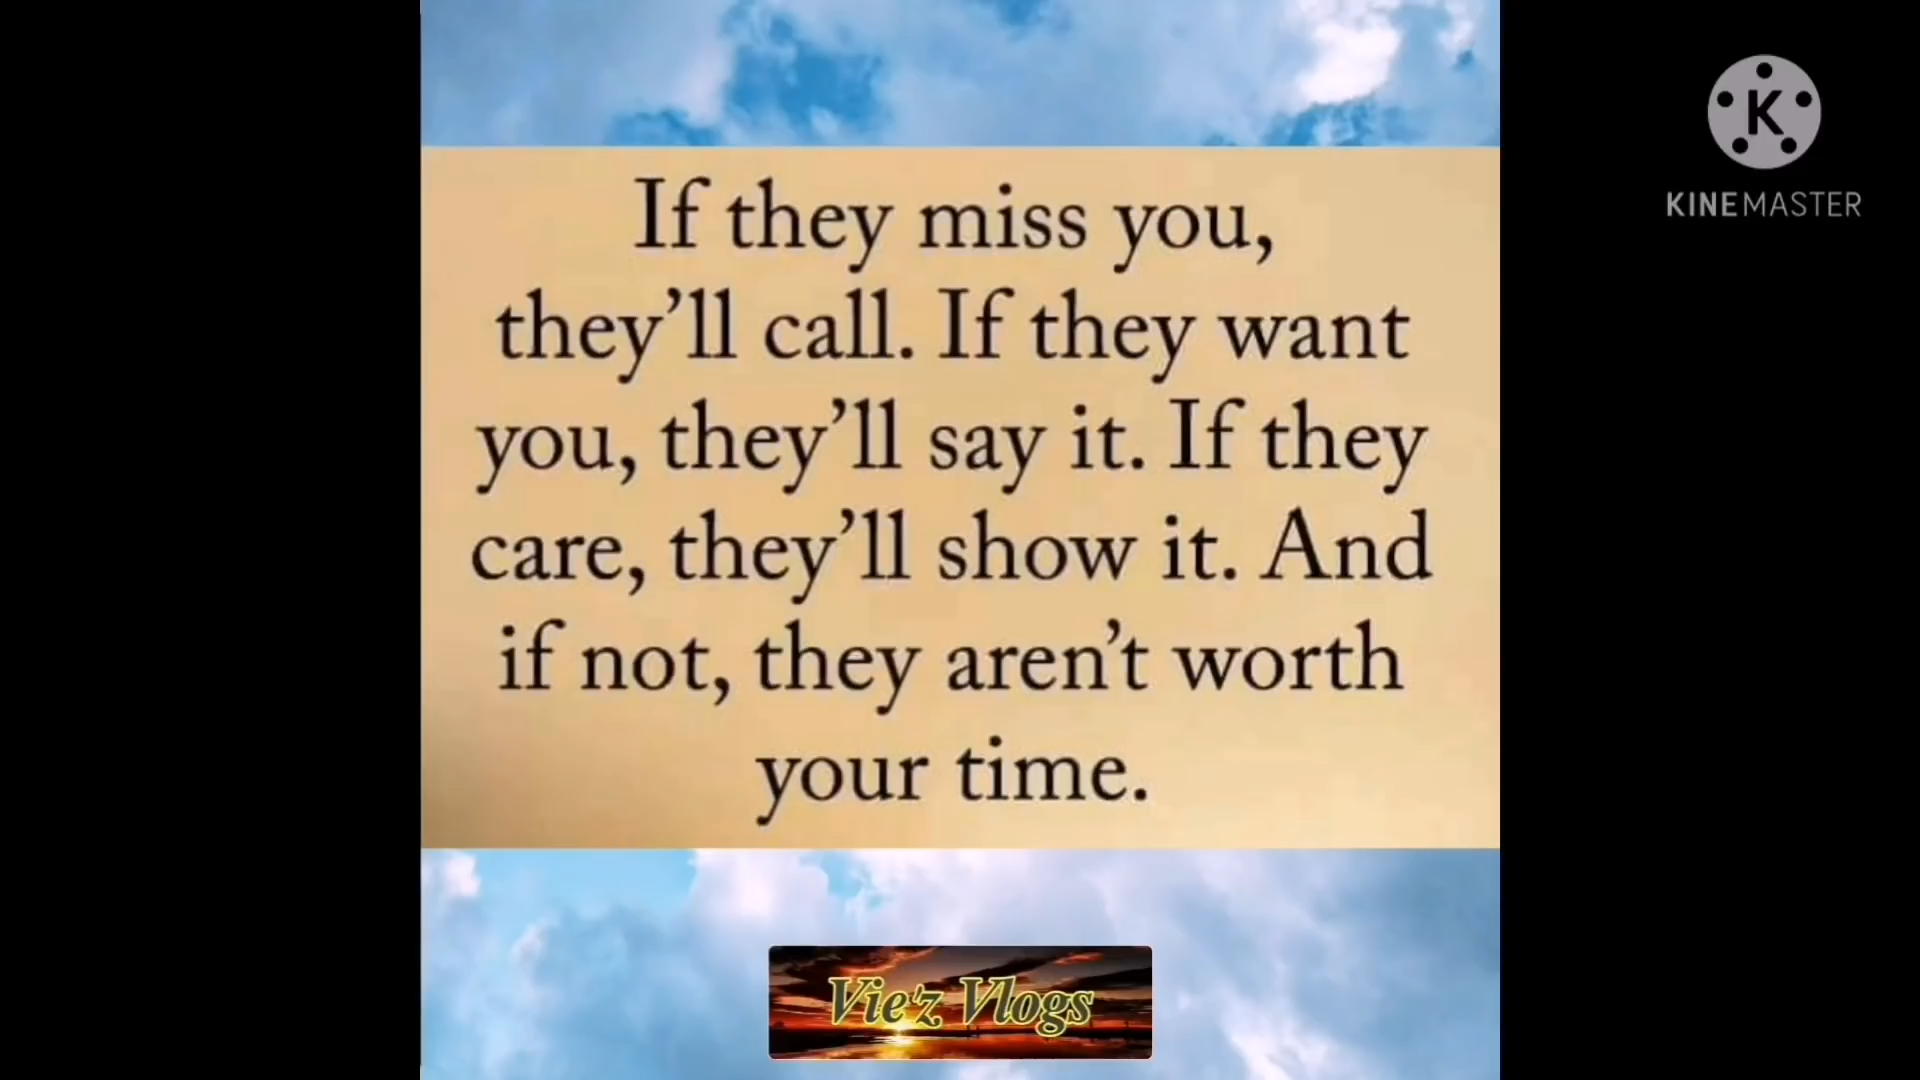 If they miss you,
they’ll call. If they want
you, they’ll say it. If they
care, they’ll show it. And
if not, they aren’t worth
your time.
Vie'z Vlogs
K
KINEMASTER